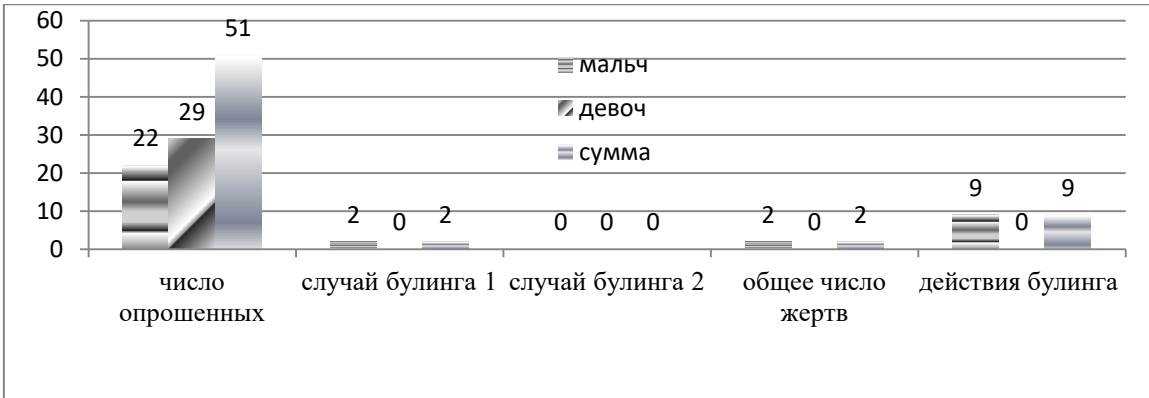 60
50
40
30
20
10
0
22
29
51
2
0
2
0
0
0
2
0
2
9
0
9
мальч
девоч
сумма
число
опрошенных
случай булинга 1
случай булинга 2
общее число
жертв
действия булинга